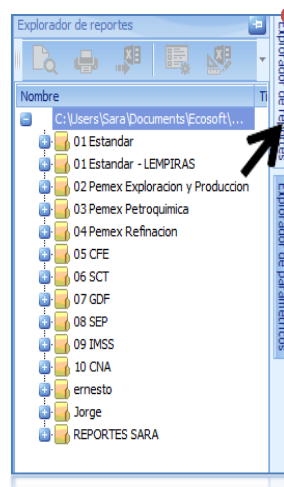 Explorador de reportes
Nombre
Ti
C:\Users\Sara\Documents\Ecosoft\...
01 Estandar
01 Estandar - LEMPIRAS
02 Pemex Exploracion y Produccion
03 Pemex Petroquimica
04 Pemex Refinacion
05 CFE
06 SCT
07 GDF
08 SEP
09 IMSS
10 CNA
ernesto
Jorge
REPORTES SARA
Explorador de reportes
Explorador de parametricos